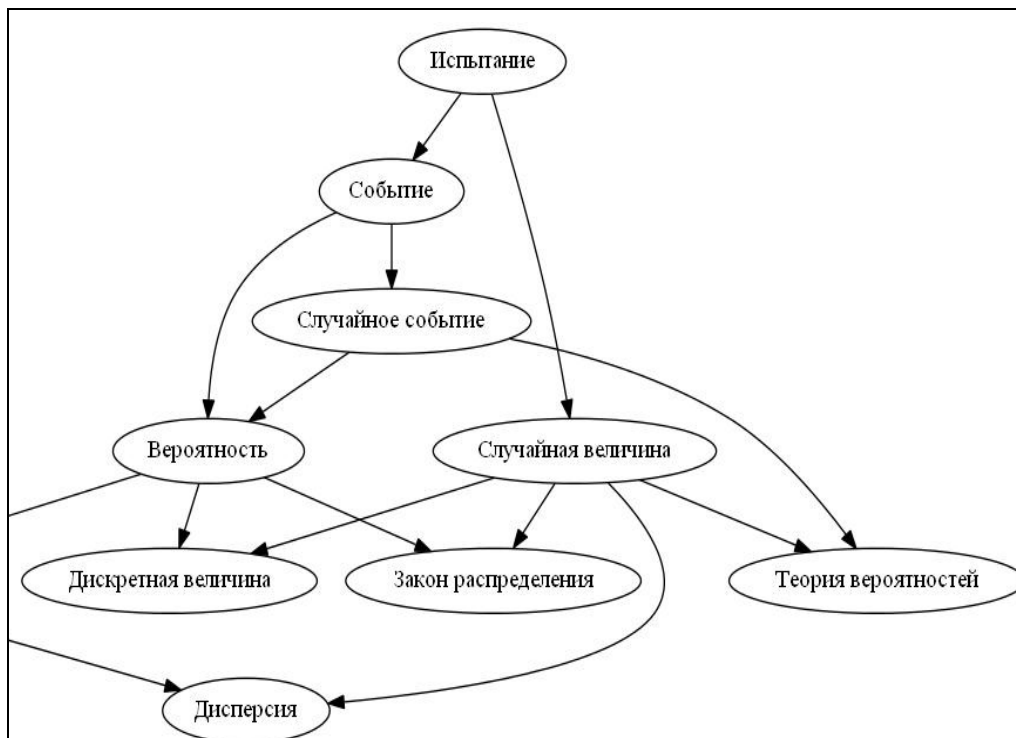 Испытание
Событие
Случайное событие
Вероятность
Случайная величина
Дискретная величина
Закон распределения
Теория вероятностей
Дисперсия